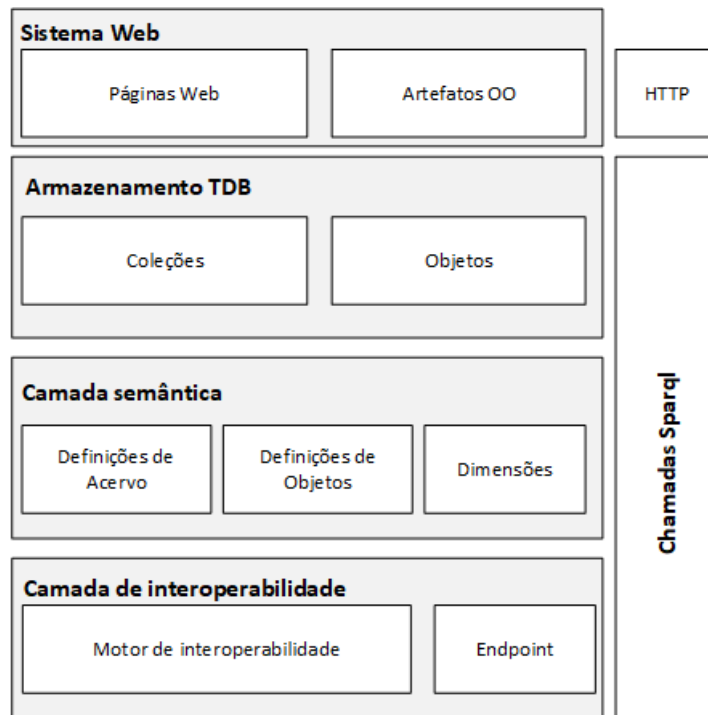 Sistema Web
Páginas Web
Artefatos OO
HTTP
Armazenamento TDB
Coleções
Objetos
Camada semântica
Definições de
Acervo
Definições de
Objetos
Dimensões
Camada de interoperabilidade
Motor de interoperabilidade
Endpoint
Chamadas Sparql